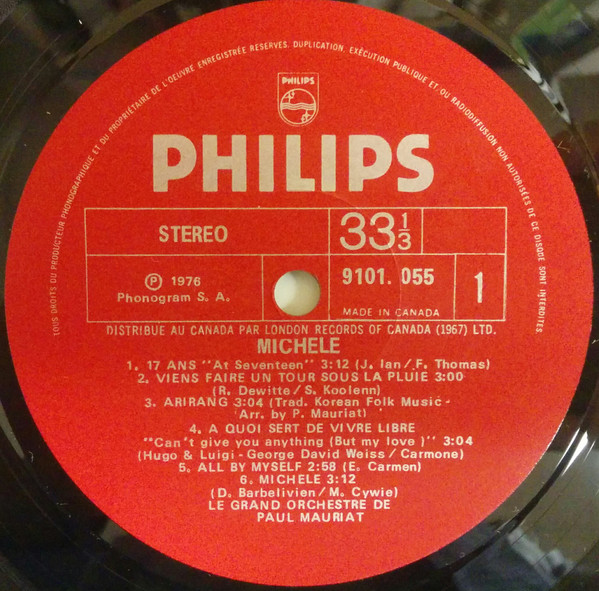 TOUS DROITS DU PRODUCTEUR PHONOGRAPHIQUE ET DU PROPRIÉTAIRE DE L'OEUVRE ENREGISTRÉE RESERVES. DUPLICATION, EXÉCUTION PUBLIQUE ET/OU RADIODIFFUSION NON AUTORISÉES DE CE DISQUE SONT INTERDITES
PHILIPS
PHILIPS
STEREO
33 1/3
℗ 1976
Phonogram S. A.
9101. 055
1
MADE IN CANADA
DISTRIBUE AU CANADA PAR LONDON RECORDS OF CANADA (1967) LTD.
MICHELE
1. 17 ANS "At Seventeen" 3:12 (J. Ian/F. Thomas)
2. VIENS FAIRE UN TOUR SOUS LA PLUIE 3:00
(R. Dewitte/S. Koolenn)
3. ARIRANG 3:04 (Trad. Korean Folk Music -
Arr. by P. Mauriat)
4. A QUOI SERT DE VIVRE LIBRE
"Can't give you anything (But my love)" 3:04
(Hugo & Luigi - George David Weiss/Carmone)
5. ALL BY MYSELF 2:58 (E. Carmen)
6. MICHELE 3:12
(D. Barbelivien/M. Cywie)
LE GRAND ORCHESTRE DE
PAUL MAURIAT